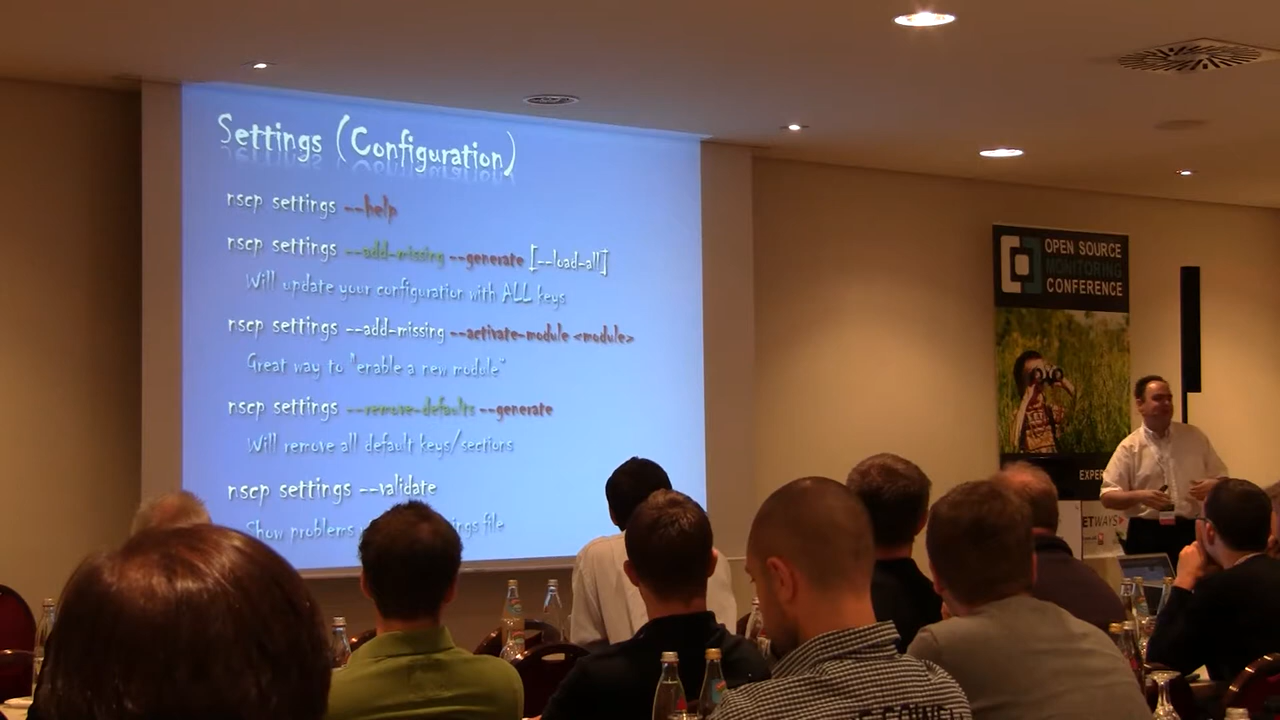 Settings (Configuration)
nscp settings --help
nscp settings --add-missing --generate [--load-all]
Will update your configuration with ALL keys
nscp settings --add-missing --activate-module <module>
Great way to "enable a new module"
nscp settings --remove-defaults --generate
Will remove all default keys/sections
nscp settings --validate
Show problems file
OPEN SOURCE
MONITORING
CONFERENCE